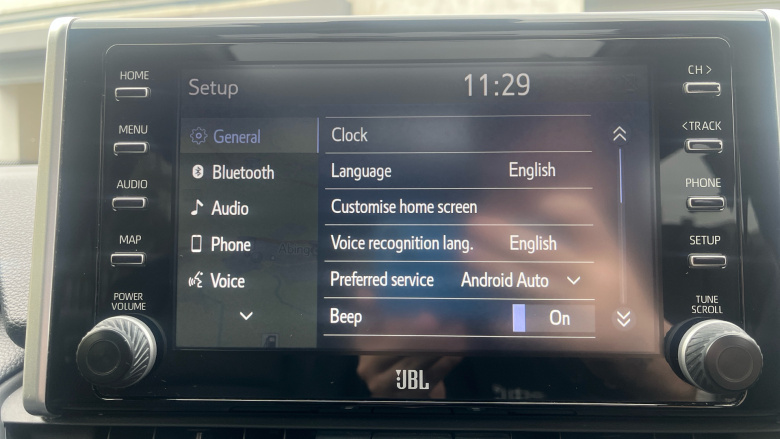 HOME
MENU
AUDIO
MAP
POWER
VOLUME
Setup
11:29
General
Bluetooth
Audio
Phone
Voice
Clock
Language English
Customise home screen
Voice recognition lang. English
Preferred service Android Auto
Beep On
CH >
<TRACK
PHONE
SETUP
TUNE
SCROLL
JBL